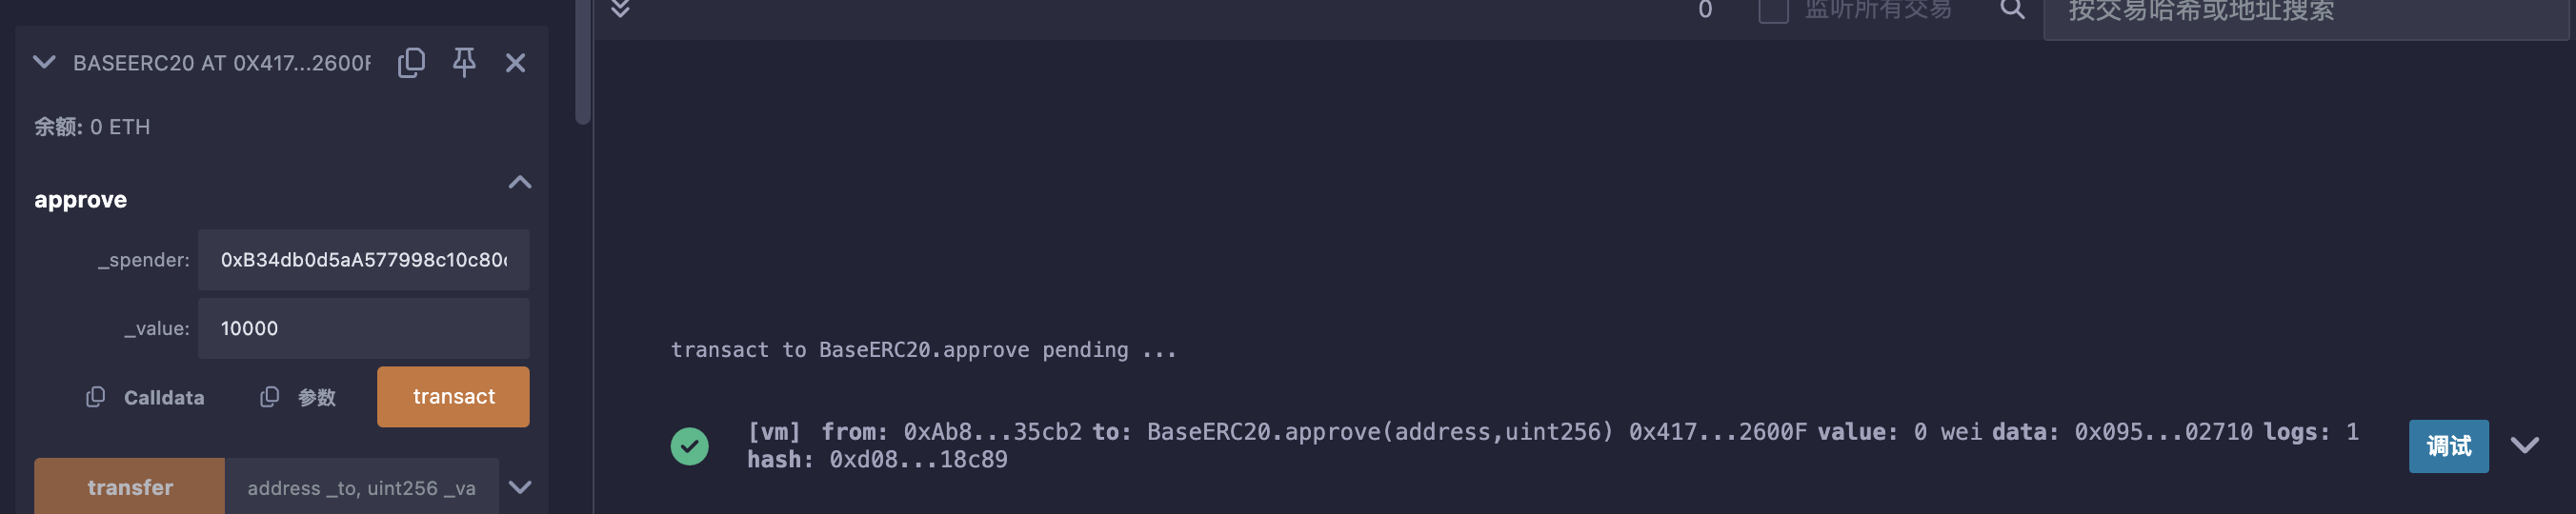 BASEERC20 AT 0X417...2600F
余额: 0 ETH
approve
_spender: 0xB34db0d5aA577998c10c80
_value: 10000
Calldata 参数 transact
transfer address _to, uint256 _va
0 监听所有交易 按交易哈希或地址搜索
transact to BaseERC20.approve pending ...
[vm] from: 0xAb8...35cb2 to: BaseERC20.approve(address,uint256) 0x417...2600F value: 0 wei data: 0x095...02710 logs: 1
hash: 0xd08...18c89
调试